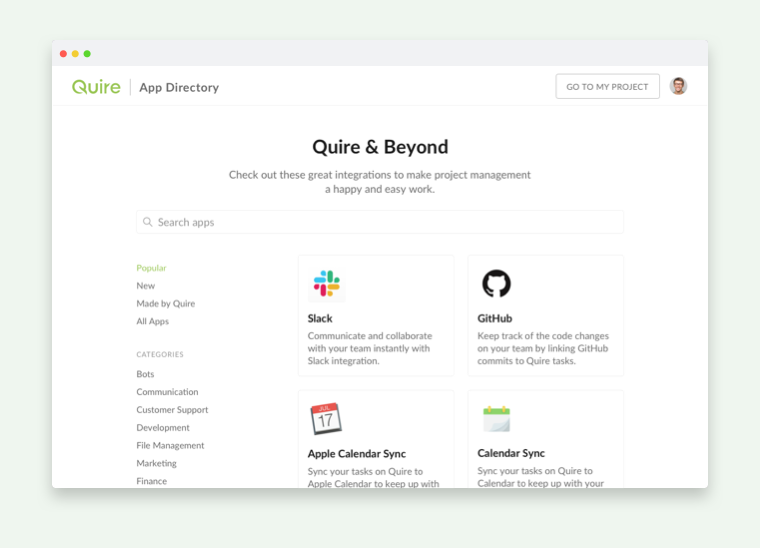 Quire
App Directory
GO TO MY PROJECT
Quire & Beyond
Check out these great integrations to make project management
a happy and easy work.
Search apps
Popular
New
Made by Quire
All Apps
CATEGORIES
Bots
Communication
Customer Support
Development
File Management
Marketing
Finance
Slack
Communicate and collaborate
with your team instantly with
Slack integration.
GitHub
Keep track of the code changes
on your team by linking GitHub
commits to Quire tasks.
JUL
17
Apple Calendar Sync
Sync your tasks on Quire to
Apple Calendar to keep up with
Calendar Sync
Sync your tasks on Quire to
Calendar to keep up with your